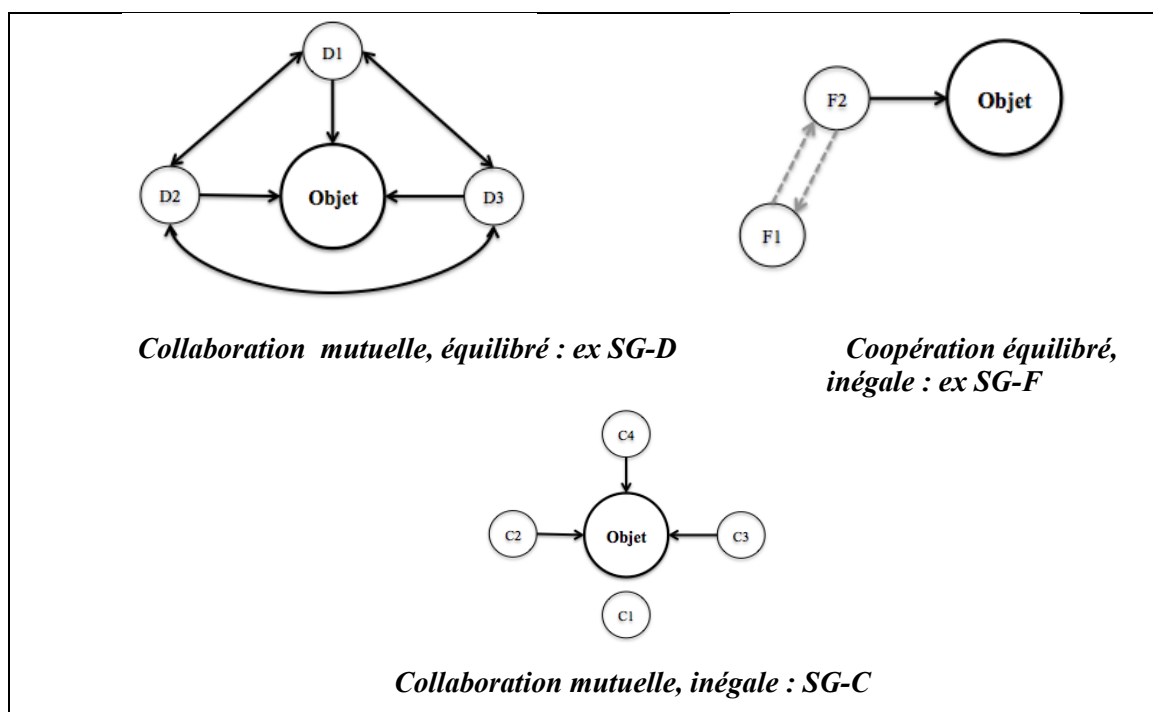 D1
D2
Objet
D3
F2
Objet
F1
Collaboration mutuelle, équilibré : ex SG-D
Coopération équilibré,
inégale : ex SG-F
C4
C2
Objet
C3
C1
Collaboration mutuelle, inégale : SG-C